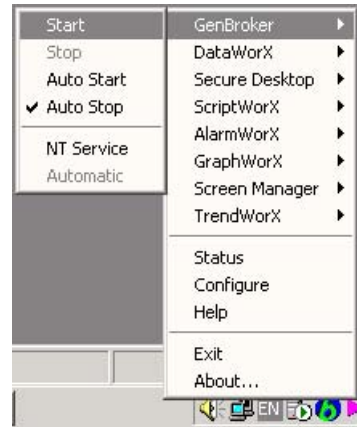 Start
Stop
Auto Start
Auto Stop
NT Service
Automatic
GenBroker
DataWorX
Secure Desktop
ScriptWorX
AlarmWorX
GraphWorX
Screen Manager
TrendWorX
Status
Configure
Help
Exit
About...
EN